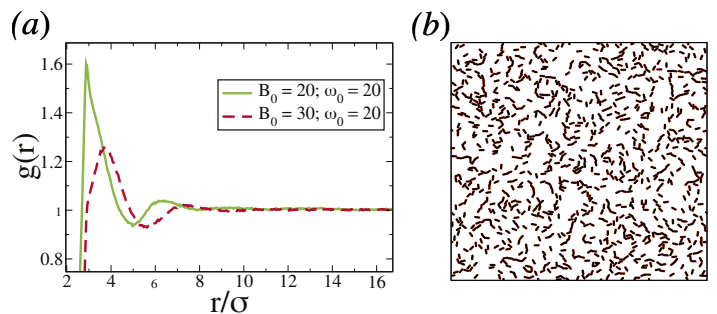 (a)
(b)
1.6
1.4
1.2
1
0.8
g(r)
B₀ = 20; ω₀ = 20
B₀ = 30; ω₀ = 20
2 4 6 8 10 12 14 16
r/σ